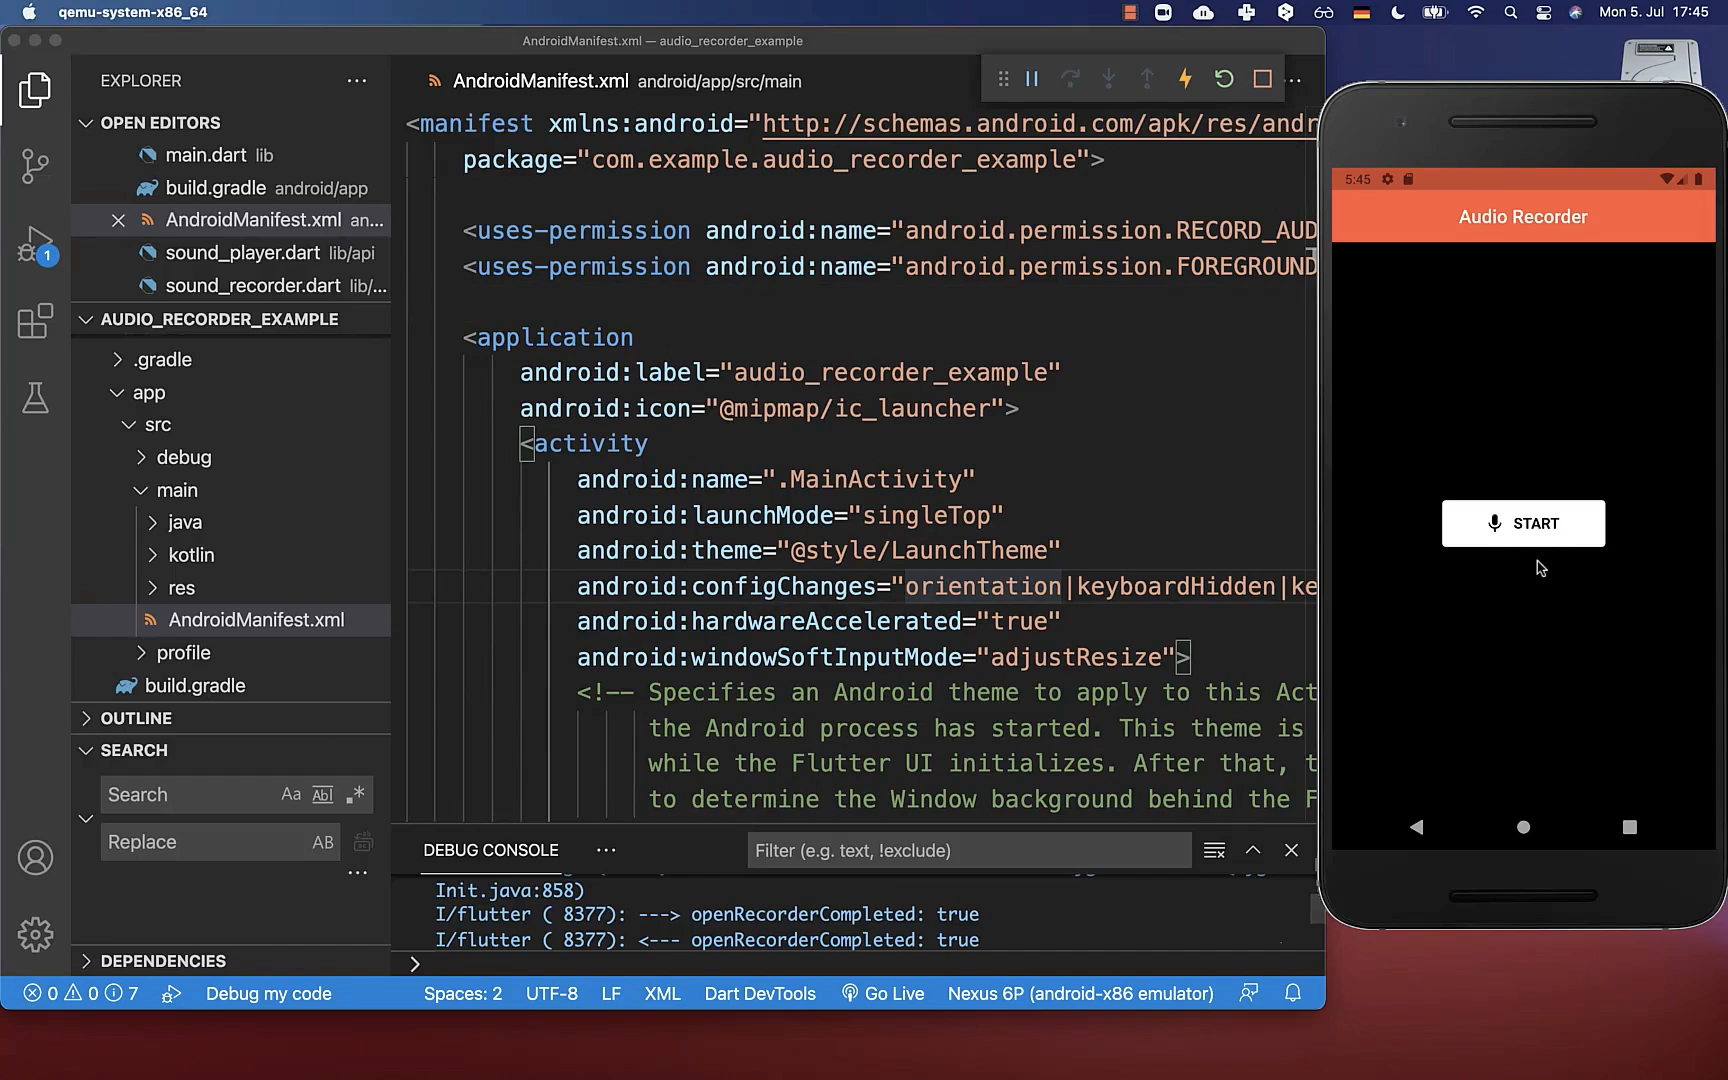 qemu-system-x86_64
Mon 5. Jul 17:45
AndroidManifest.xml — audio_recorder_example
EXPLORER
OPEN EDITORS
main.dart lib
build.gradle android/app
AndroidManifest.xml an...
sound_player.dart lib/api
sound_recorder.dart lib/...
AUDIO_RECORDER_EXAMPLE
.gradle
app
src
debug
main
java
kotlin
res
AndroidManifest.xml
profile
build.gradle
OUTLINE
SEARCH
Search Aa Abl .*
Replace AB
DEPENDENCIES
1
AndroidManifest.xml android/app/src/main
<manifest xmlns:android="http://schemas.android.com/apk/res/andr
package="com.example.audio_recorder_example">
<uses-permission android:name="android.permission.RECORD_AUD
<uses-permission android:name="android.permission.FOREGROUND
<application
android:label="audio_recorder_example"
android:icon="@mipmap/ic_launcher">
<activity
android:name=".MainActivity"
android:launchMode="singleTop"
android:theme="@style/LaunchTheme"
android:configChanges="orientation|keyboardHidden|ke
android:hardwareAccelerated="true"
android:windowSoftInputMode="adjustResize">
<!-- Specifies an Android theme to apply to this Act
the Android process has started. This theme is
while the Flutter UI initializes. After that, t
to determine the Window background behind the F
DEBUG CONSOLE
Filter (e.g. text, !exclude)
Init.java:858)
I/flutter ( 8377): ---> openRecorderCompleted: true
I/flutter ( 8377): <--- openRecorderCompleted: true
0 0 7 Debug my code Spaces: 2 UTF-8 LF XML Dart DevTools Go Live Nexus 6P (android-x86 emulator)
5:45
Audio Recorder
START